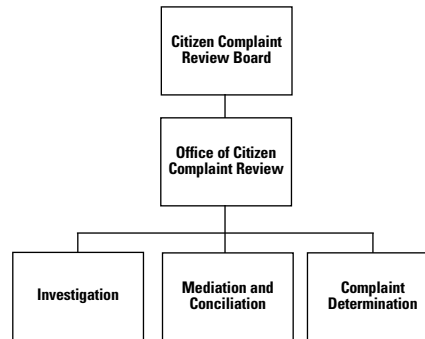 Citizen Complaint
Review Board
Office of Citizen
Complaint Review
Investigation
Mediation and
Conciliation
Complaint
Determination